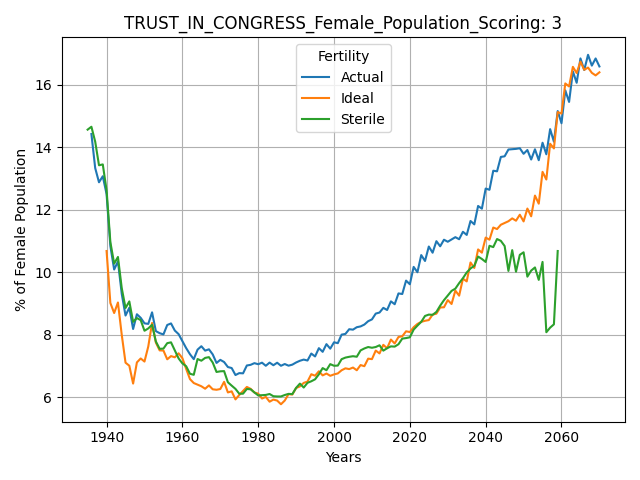 TRUST_IN_CONGRESS_Female_Population_Scoring: 3
Fertility
Actual
Ideal
Sterile
% of Female Population
16
14
12
10
8
6
1940
1960
1980
2000
2020
2040
2060
Years